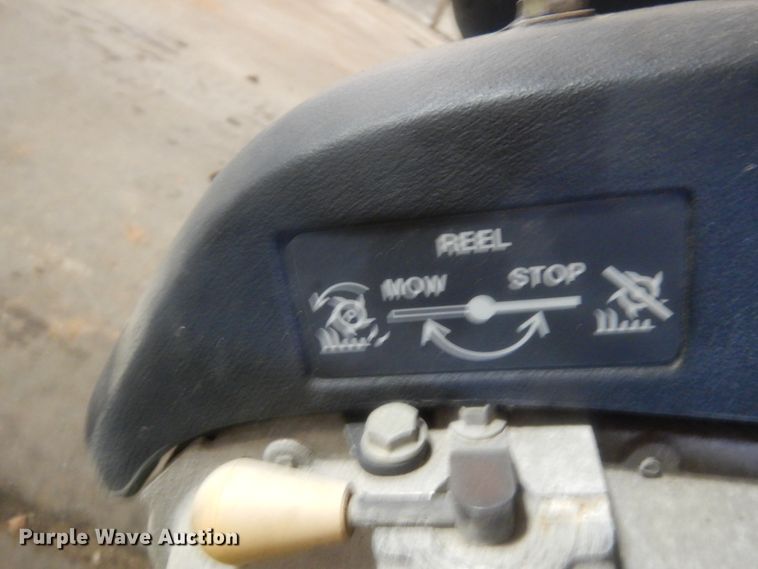 REEL
MOW STOP
Purple Wave Auction